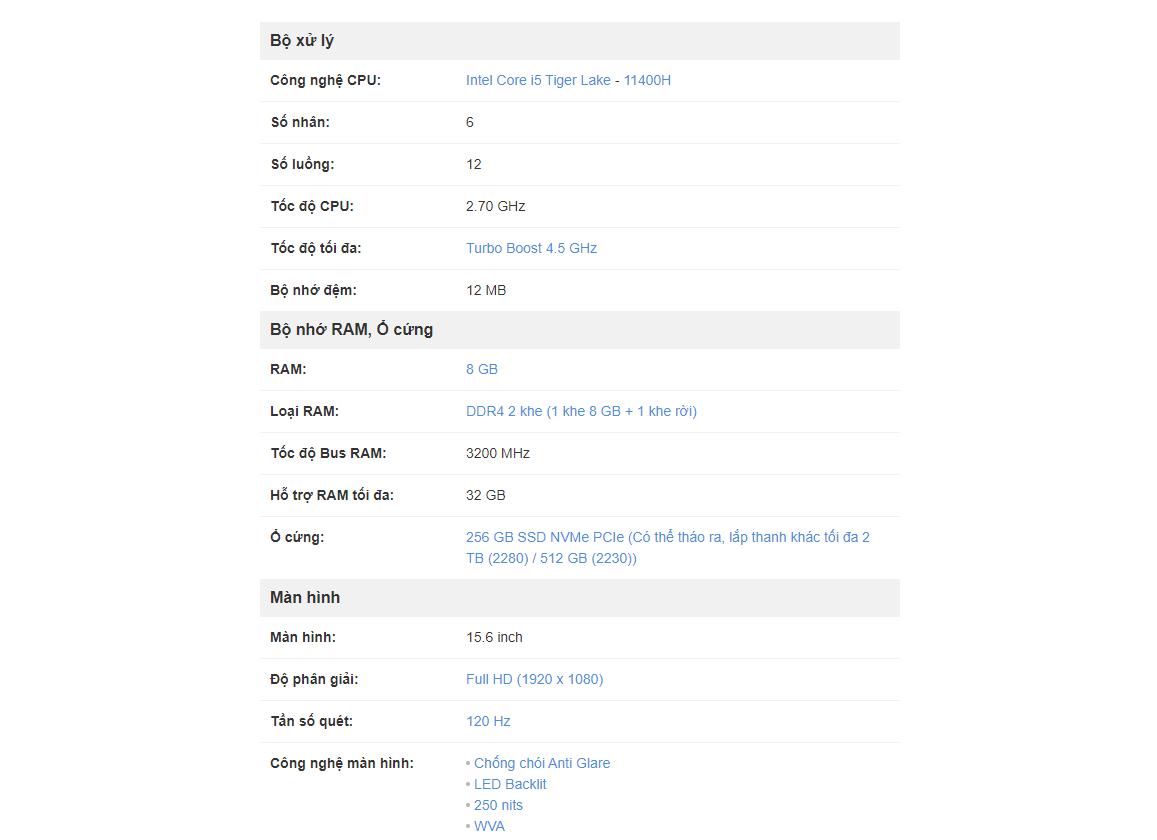 Bộ xử lý
Công nghệ CPU: Intel Core i5 Tiger Lake - 11400H
Số nhân: 6
Số luồng: 12
Tốc độ CPU: 2.70 GHz
Tốc độ tối đa: Turbo Boost 4.5 GHz
Bộ nhớ đệm: 12 MB
Bộ nhớ RAM, Ổ cứng
RAM: 8 GB
Loại RAM: DDR4 2 khe (1 khe 8 GB + 1 khe rời)
Tốc độ Bus RAM: 3200 MHz
Hỗ trợ RAM tối đa: 32 GB
Ổ cứng: 256 GB SSD NVMe PCIe (Có thể tháo ra, lắp thanh khác tối đa 2
TB (2280) / 512 GB (2230))
Màn hình
Màn hình: 15.6 inch
Độ phân giải: Full HD (1920 x 1080)
Tần số quét: 120 Hz
Công nghệ màn hình: • Chống chói Anti Glare
• LED Backlit
• 250 nits
• WVA